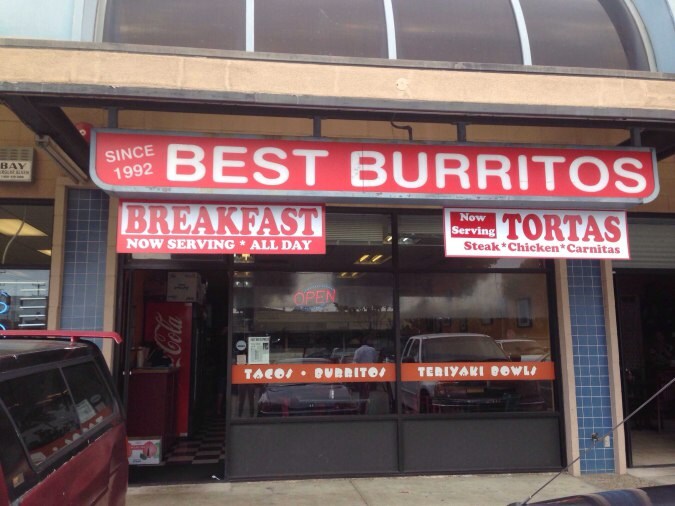 SINCE
1992
BEST BURRITOS
BAY
BREAKFAST
NOW SERVING * ALL DAY
Now
Serving
TORTAS
Steak*Chicken*Carnitas
OPEN
Coca-Cola
TACOS • BURRITOS
TERIYAKI BOWLS